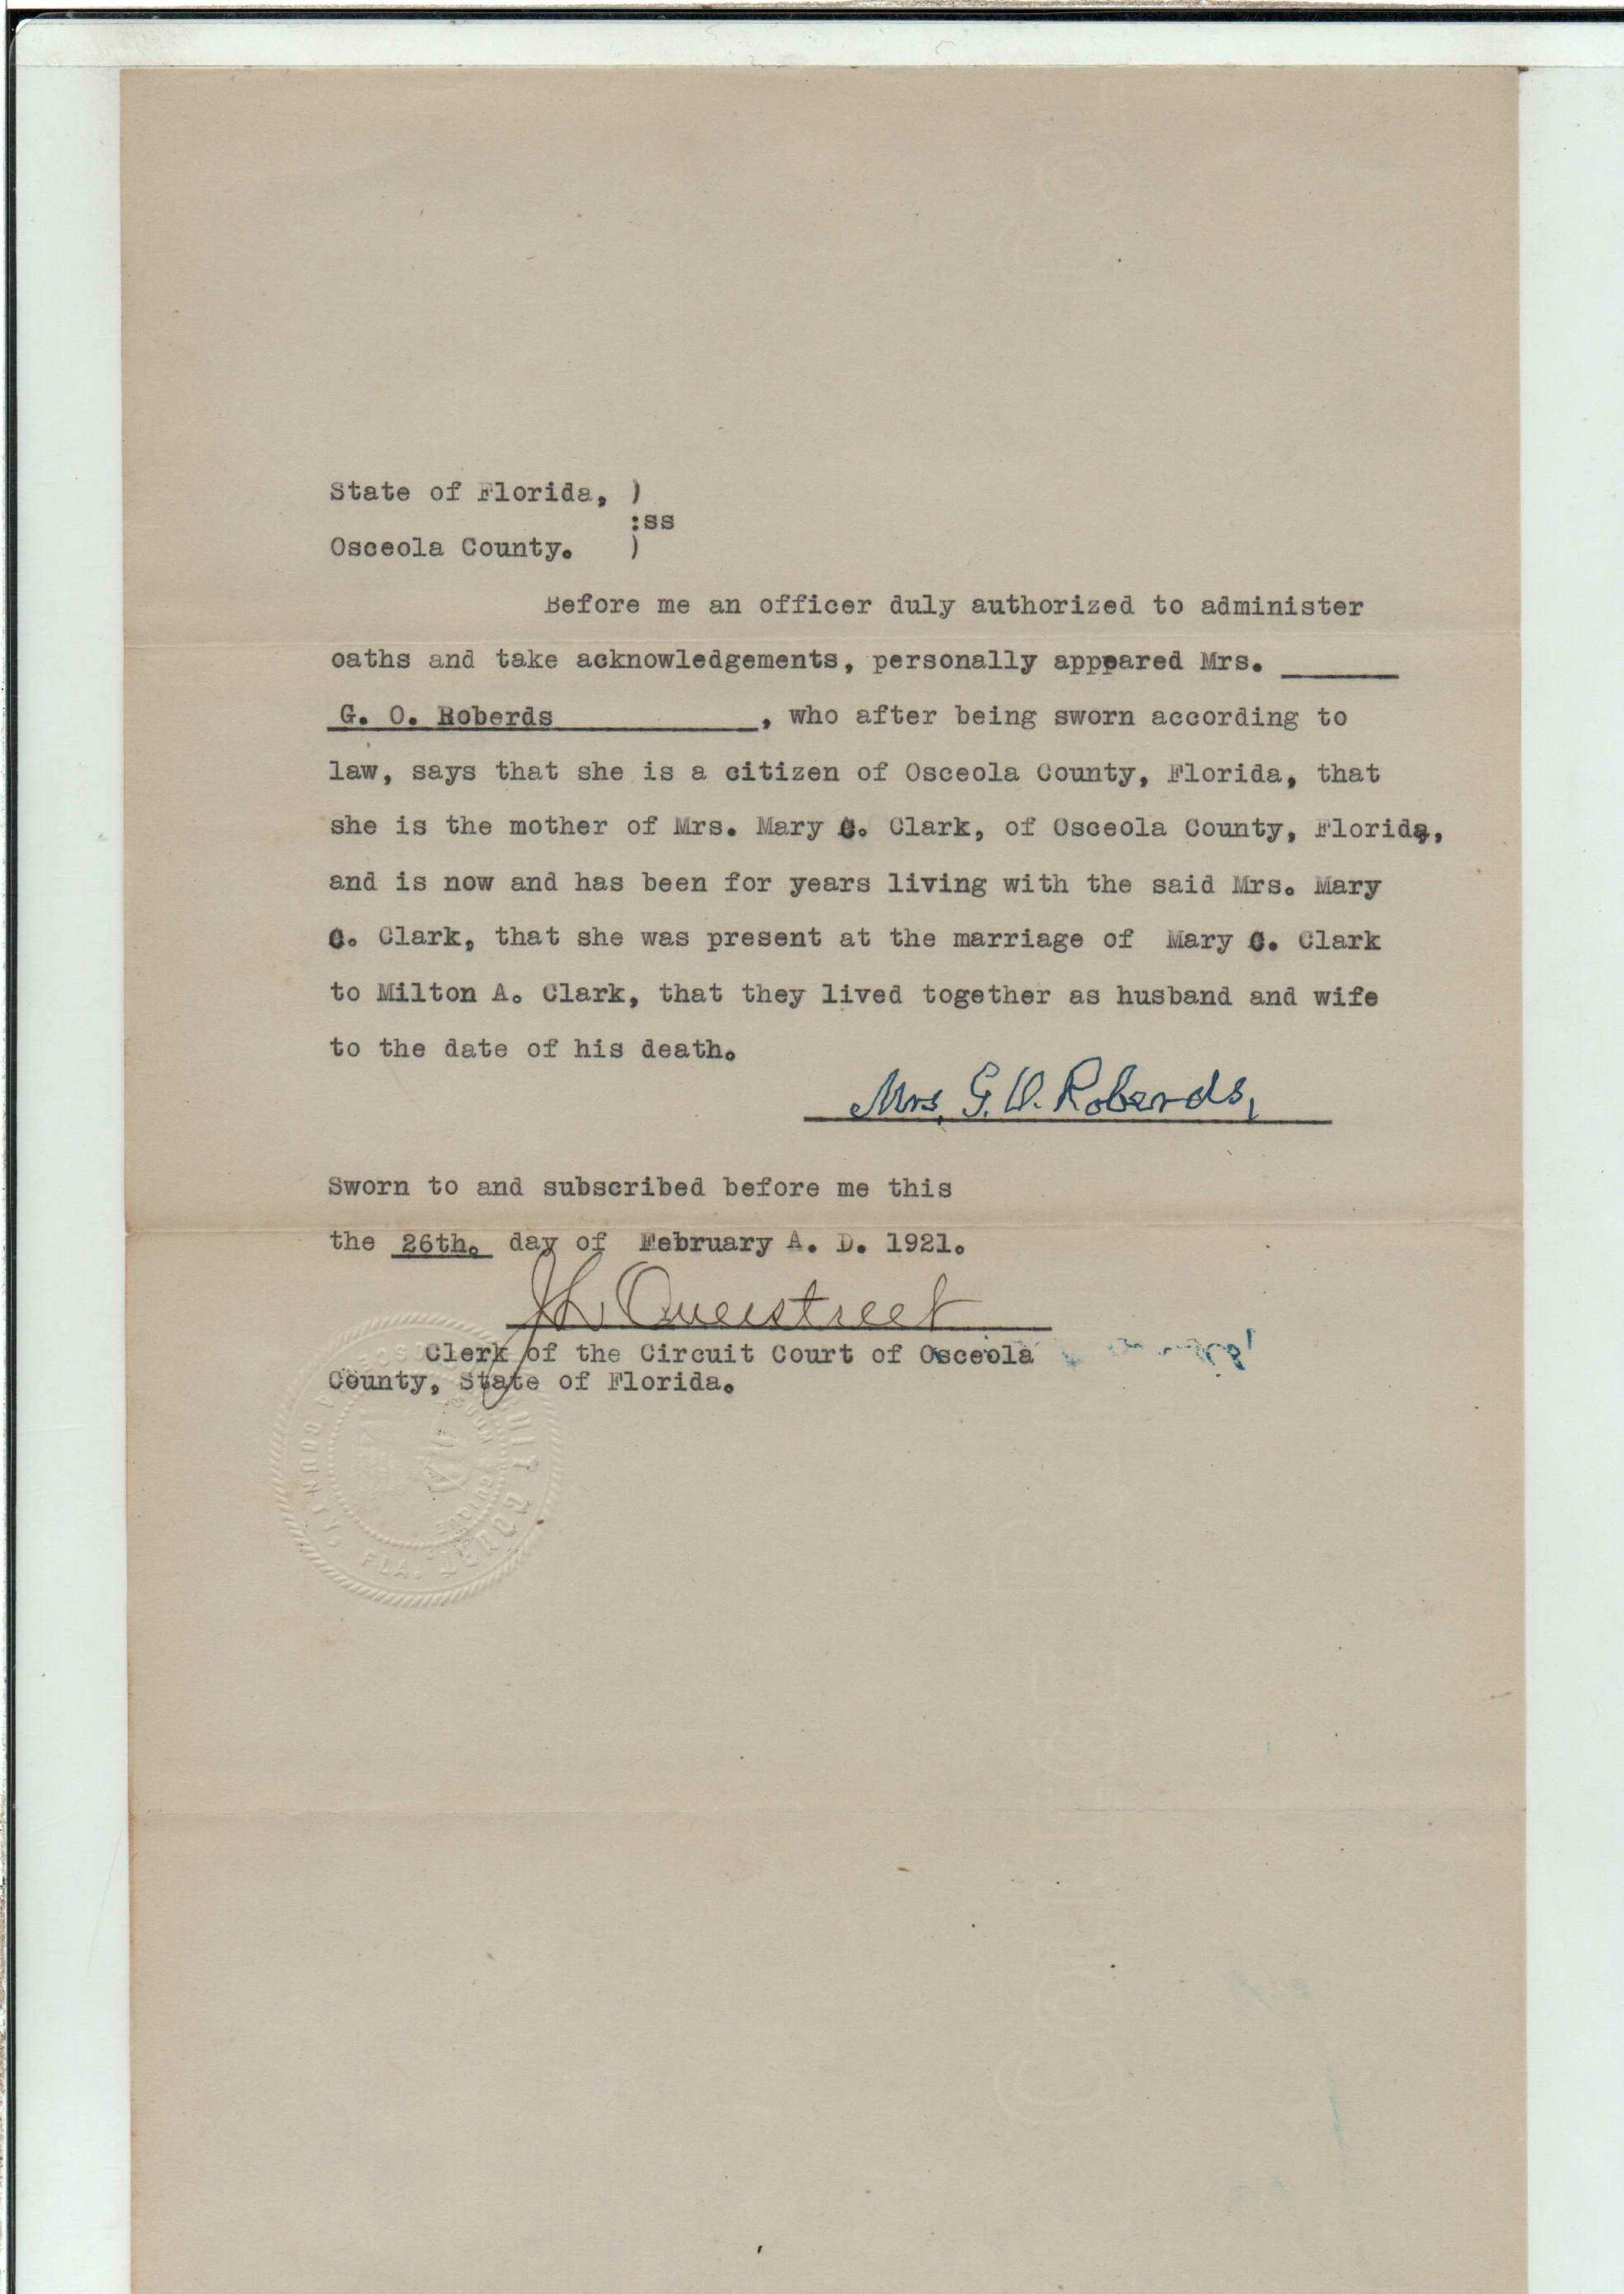 State of Florida, )
:ss
Osceola County. )
Before me an officer duly authorized to administer
oaths and take acknowledgements, personally appeared Mrs. ______
G. O. Roberds____________, who after being sworn according to
law, says that she is a citizen of Osceola County, Florida, that
she is the mother of Mrs. Mary C. Clark, of Osceola County, Florida,
and is now and has been for years living with the said Mrs. Mary
C. Clark, that she was present at the marriage of Mary C. Clark
to Milton A. Clark, that they lived together as husband and wife
to the date of his death.
Mrs. G. O. Roberds,
Sworn to and subscribed before me this
the 26th. day of February A. D. 1921.
Overstreet
Clerk of the Circuit Court of Osceola
County, State of Florida.
COUNTY, FLA.